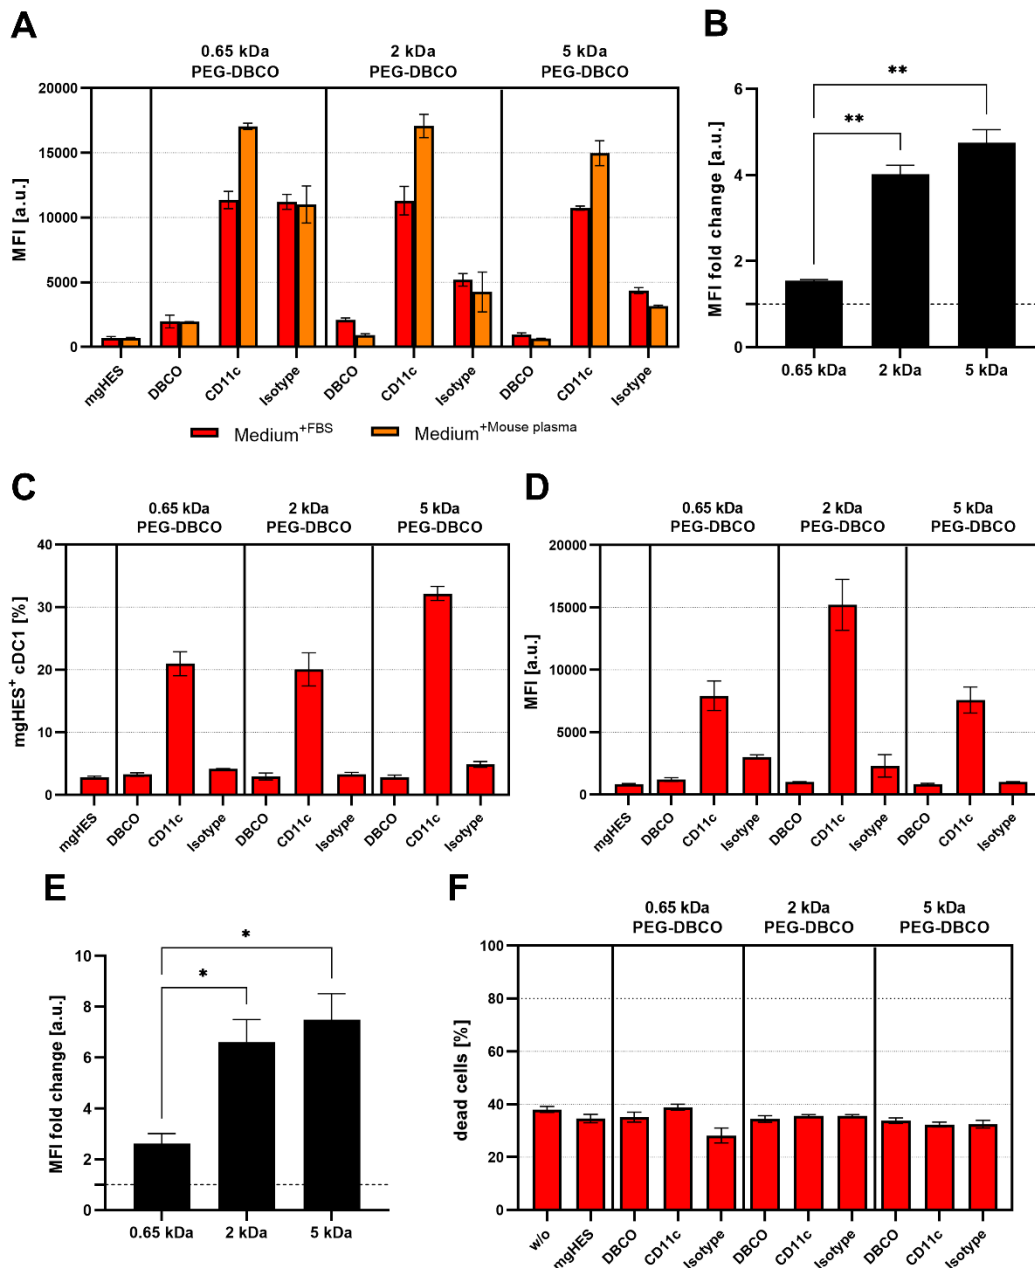 A
0.65 kDa
PEG-DBCO
2 kDa
PEG-DBCO
5 kDa
PEG-DBCO
MFI [a.u.]
20000
15000
10000
5000
0
mgHES
DBCO
CD11c
Isotype
DBCO
CD11c
Isotype
DBCO
CD11c
Isotype
Medium+FBS
Medium+Mouse plasma
B
MFI fold change [a.u.]
6
4
2
0
**
**
0.65 kDa
2 kDa
5 kDa
C
0.65 kDa
PEG-DBCO
2 kDa
PEG-DBCO
5 kDa
PEG-DBCO
mgHES+ cDC1 [%]
40
30
20
10
0
mgHES
DBCO
CD11c
Isotype
DBCO
CD11c
Isotype
DBCO
CD11c
Isotype
D
0.65 kDa
PEG-DBCO
2 kDa
PEG-DBCO
5 kDa
PEG-DBCO
MFI [a.u.]
20000
15000
10000
5000
0
mgHES
DBCO
CD11c
Isotype
DBCO
CD11c
Isotype
DBCO
CD11c
Isotype
E
MFI fold change [a.u.]
10
8
6
4
2
0
*
*
0.65 kDa
2 kDa
5 kDa
F
0.65 kDa
PEG-DBCO
2 kDa
PEG-DBCO
5 kDa
PEG-DBCO
dead cells [%]
100
80
60
40
20
0
w/o
mgHES
DBCO
CD11c
Isotype
DBCO
CD11c
Isotype
DBCO
CD11c
Isotype